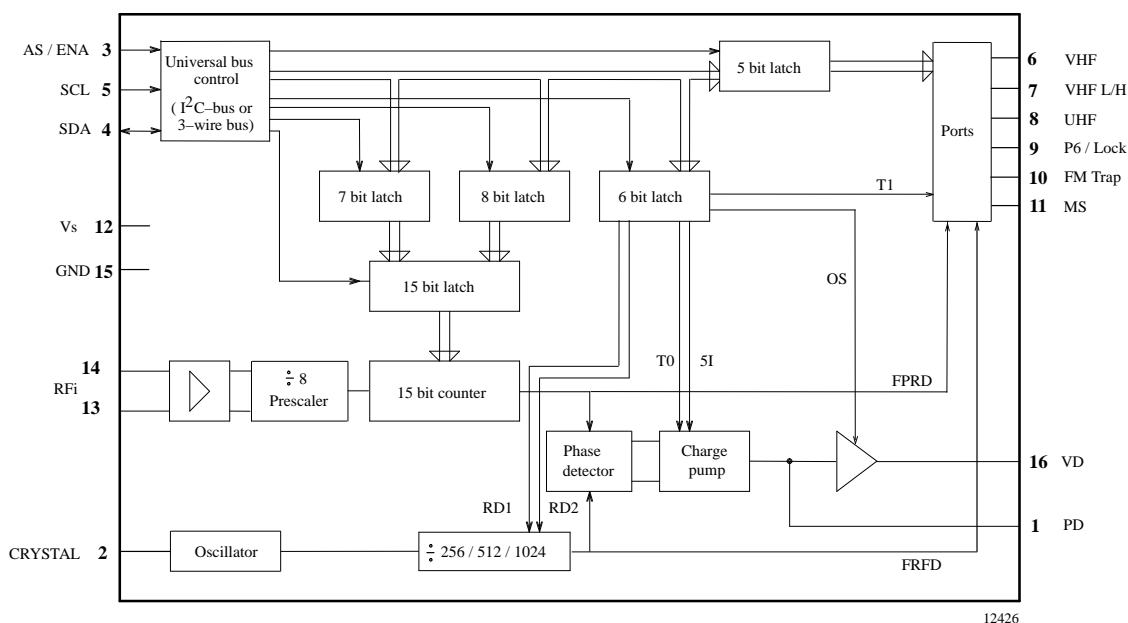 AS / ENA 3
SCL 5
SDA 4
Vs 12
GND 15
14
RFi
13
CRYSTAL 2
Universal bus
control
( I2C–bus or
3–wire bus)
5 bit latch
Ports
6 VHF
7 VHF L/H
8 UHF
9 P6 / Lock
10 FM Trap
11 MS
7 bit latch
8 bit latch
6 bit latch
T1
15 bit latch
OS
÷ 8
Prescaler
15 bit counter
T0
5I
FPRD
Phase
detector
Charge
pump
16 VD
RD1
RD2
1 PD
Oscillator
÷ 256 / 512 / 1024
FRFD
12426